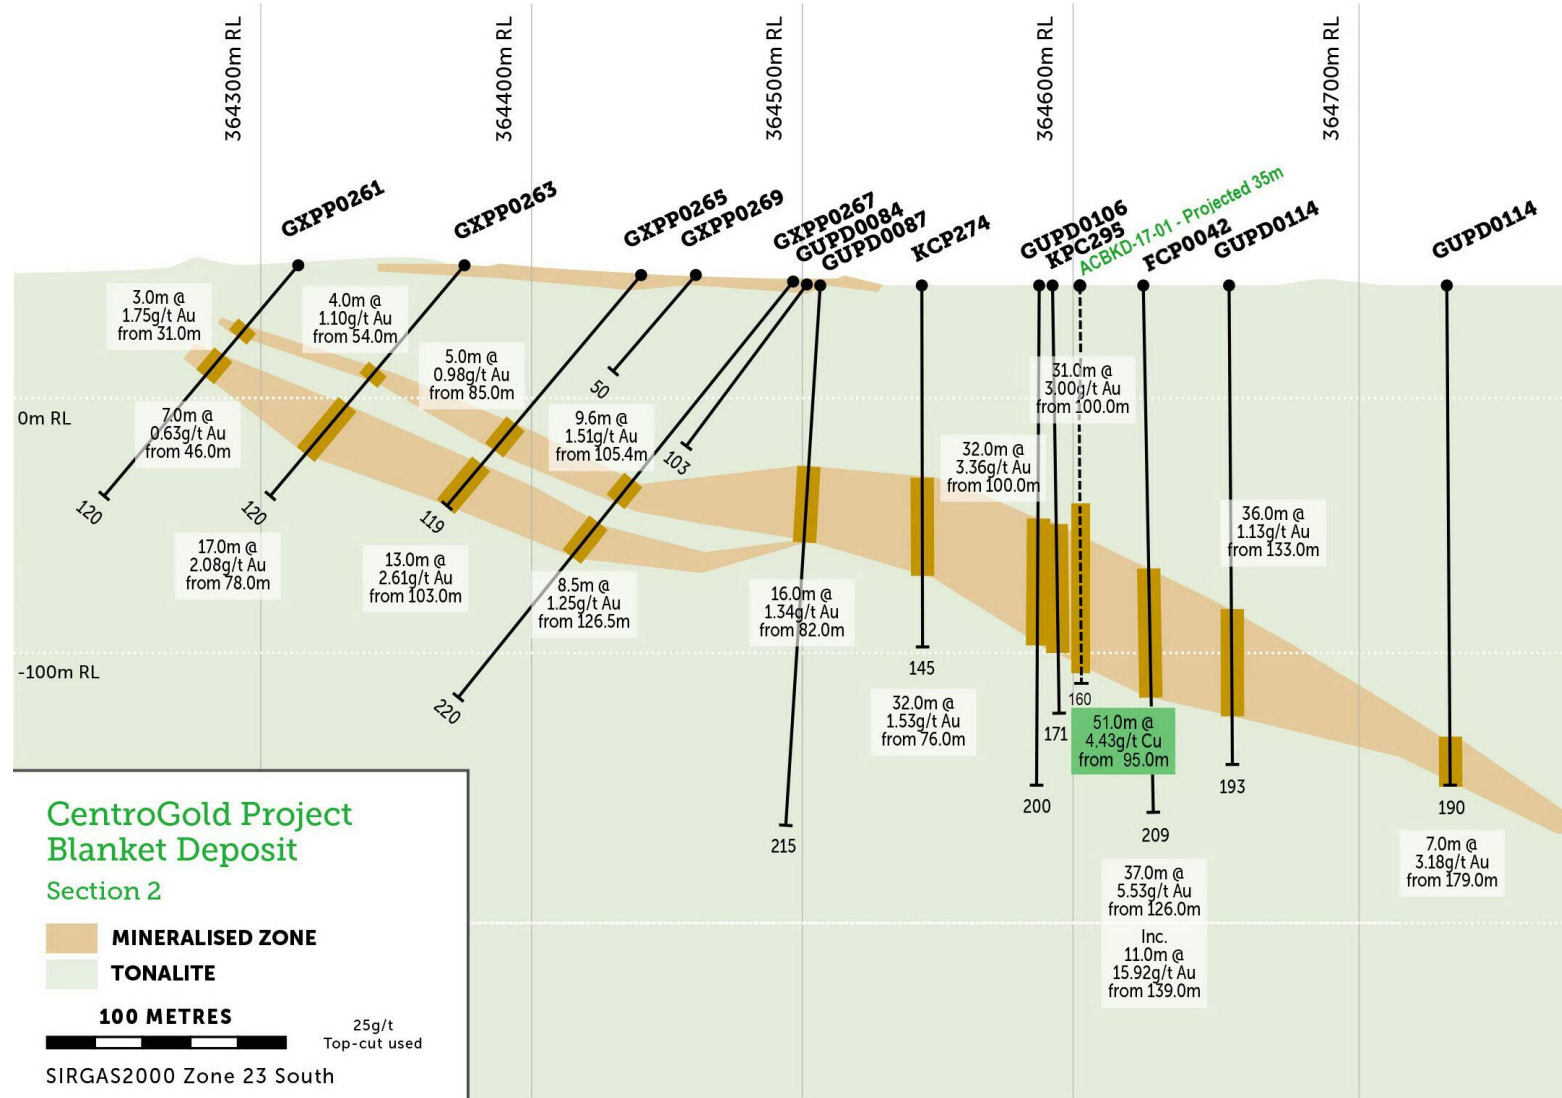 364300m RL
364400m RL
364500m RL
364600m RL
364700m RL
GXPP0261
GXPP0263
GXPP0265
GXPP0269
GXPP0267
GUPD0084
GUPD0087
KCP274
GUPD0106
KPC295
ACBKD-17-01 - Projected 35m
FCP0042
GUPD0114
GUPD0114
3.0m @
1.75g/t Au
from 31.0m
4.0m @
1.10g/t Au
from 54.0m
5.0m @
0.98g/t Au
from 85.0m
9.6m @
1.51g/t Au
from 105.4m
31.0m @
3.00g/t Au
from 100.0m
32.0m @
3.36g/t Au
from 100.0m
36.0m @
1.13g/t Au
from 133.0m
0m RL
7.0m @
0.63g/t Au
from 46.0m
50
103
120
120
119
17.0m @
2.08g/t Au
from 78.0m
13.0m @
2.61g/t Au
from 103.0m
8.5m @
1.25g/t Au
from 126.5m
16.0m @
1.34g/t Au
from 82.0m
-100m RL
220
145
160
171
32.0m @
1.53g/t Au
from 76.0m
51.0m @
4.43g/t Cu
from 95.0m
200
193
190
215
209
37.0m @
5.53g/t Au
from 126.0m
Inc.
11.0m @
15.92g/t Au
from 139.0m
7.0m @
3.18g/t Au
from 179.0m
CentroGold Project
Blanket Deposit
Section 2
MINERALISED ZONE
TONALITE
100 METRES
25g/t
Top-cut used
SIRGAS2000 Zone 23 South